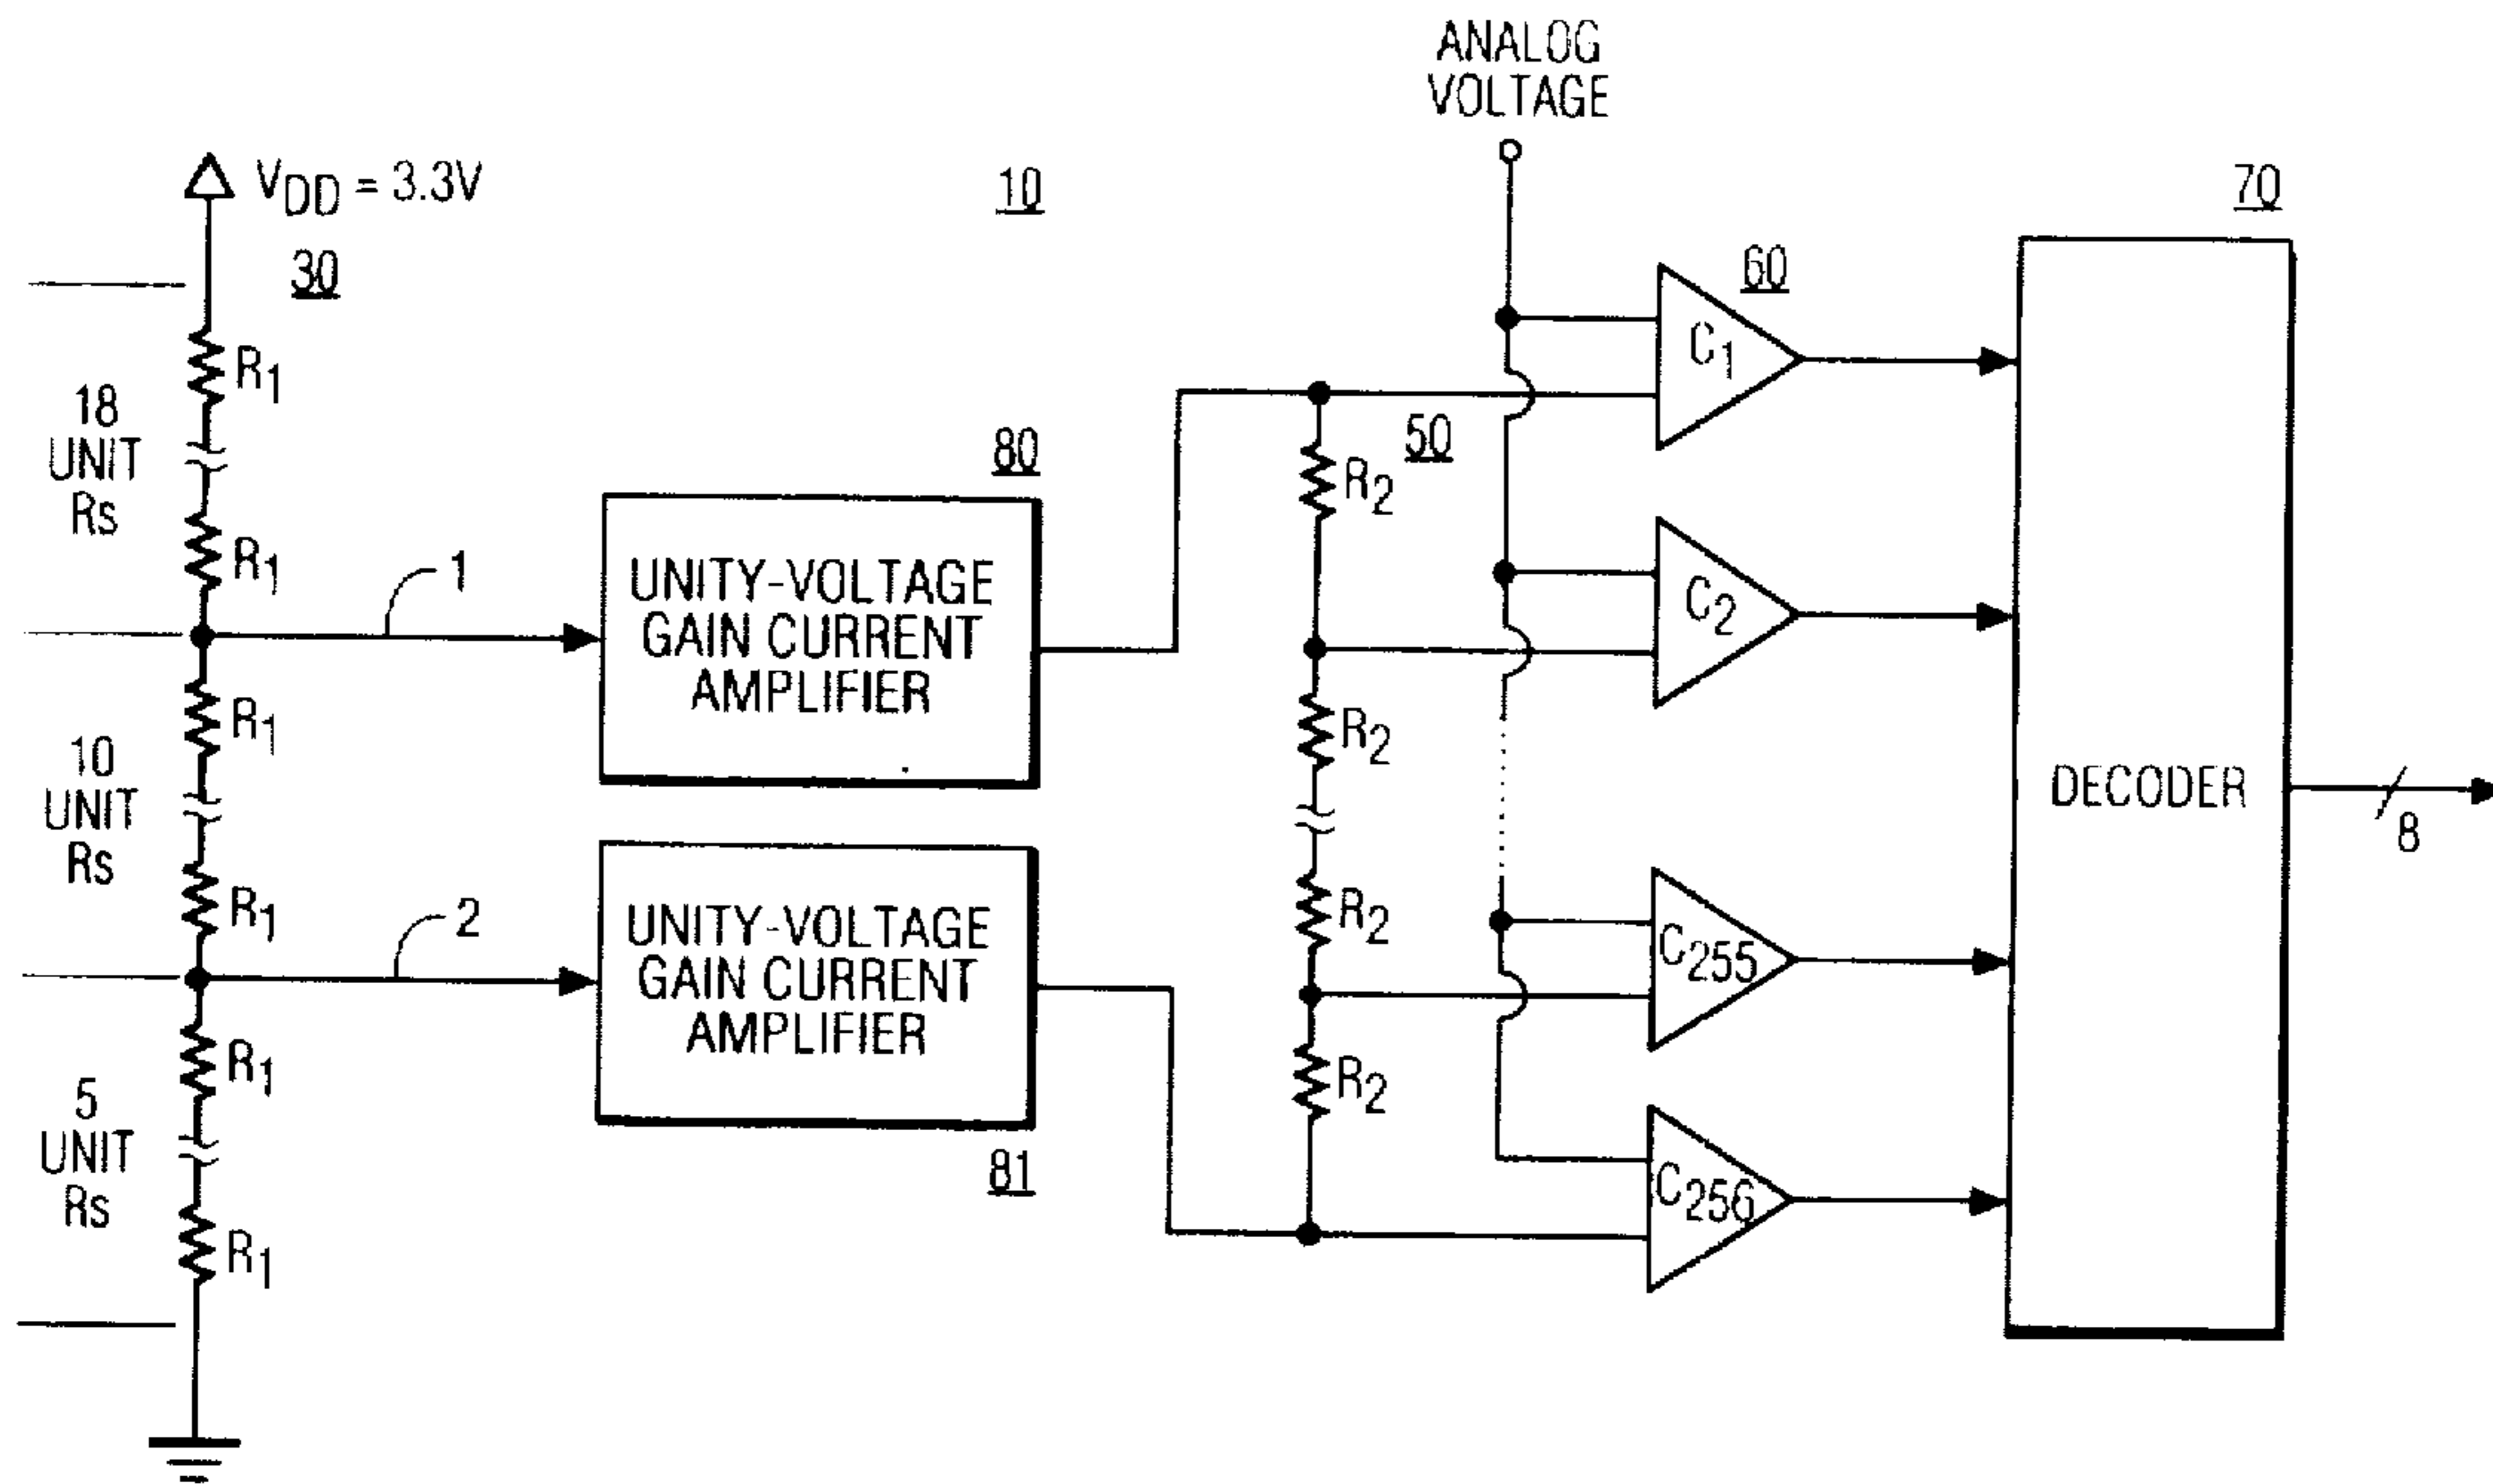 ANALOG
VOLTAGE
VDD = 3.3V
10
70
30
60
R1
C1
18
UNIT
Rs
50
80
R2
R1
1
UNITY-VOLTAGE
GAIN CURRENT
AMPLIFIER
C2
R1
R2
10
UNIT
Rs
DECODER
8
R1
2
UNITY-VOLTAGE
GAIN CURRENT
AMPLIFIER
R2
C255
R1
R2
5
UNIT
Rs
81
C256
R1